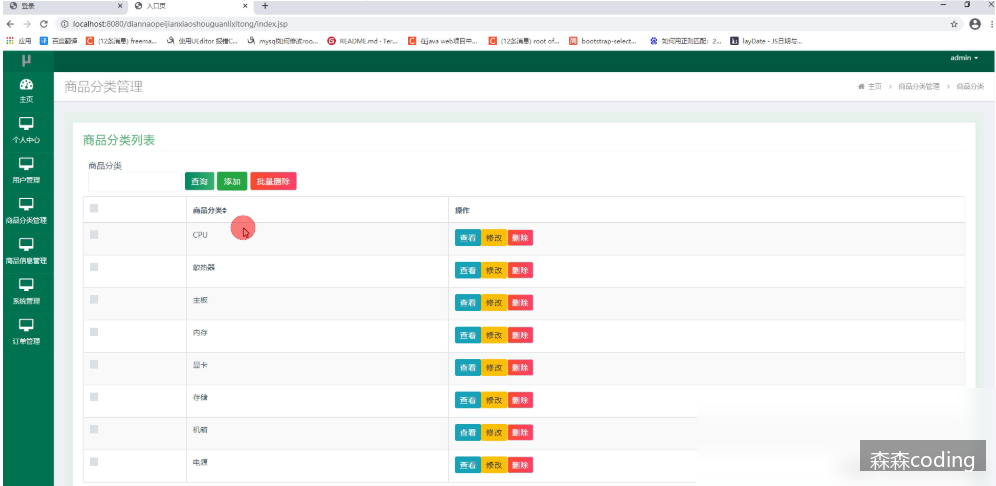 登录
入口页
localhost:8080/diannaopeijianxiaoshouguanlixitong/index.jsp
应用 百度翻译 (12条消息) freema... 使用UEditor 报错C... mysql如何修改roo... README.md · Ter... 在java web项目中... (12条消息) root of... bootstrap-select... 如何用正则匹配：2... layDate - JS日期与...
μ
admin
主页
个人中心
用户管理
商品分类管理
商品信息管理
系统管理
订单管理
商品分类管理
主页 › 商品分类管理 › 商品分类
商品分类列表
商品分类
查询 添加 批量删除
商品分类 操作
CPU 查看 修改 删除
散热器 查看 修改 删除
主板 查看 修改 删除
内存 查看 修改 删除
显卡 查看 修改 删除
存储 查看 修改 删除
机箱 查看 修改 删除
电源 查看 修改 删除
森森coding